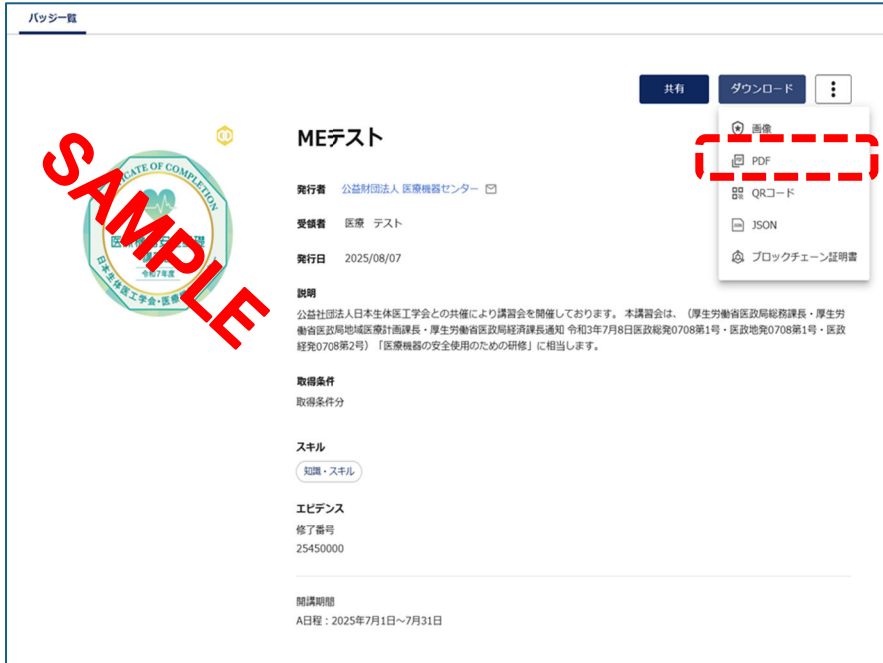 バッジ一覧
共有
ダウンロード
画像
PDF
QRコード
JSON
ブロックチェーン証明書
SAMPLE
令和7年度
日本生体医工学会・医療
MEテスト
発行者 公益財団法人 医療機器センター
受領者 医療 テスト
発行日 2025/08/07
説明
公益社団法人日本生体医工学会との共催により講習会を開催しております。 本講習会は、（厚生労働省医政局総務課長・厚生労
働省医政局地域医療計画課長・厚生労働省医政局経済課長通知 令和3年7月8日医政総発0708第1号・医政地発0708第1号・医政
経発0708第2号）「医療機器の安全使用のための研修」に相当します。
取得条件
取得条件分
スキル
知識・スキル
エビデンス
修了番号
25450000
開講期間
A日程：2025年7月1日～7月31日